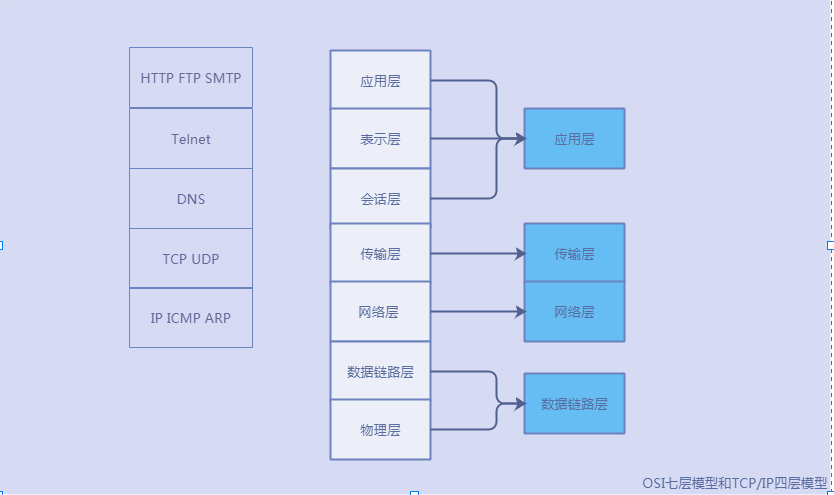 HTTP FTP SMTP
Telnet
DNS
TCP UDP
IP ICMP ARP
应用层
表示层
会话层
传输层
网络层
数据链路层
物理层
应用层
传输层
网络层
数据链路层
OSI七层模型和TCP/IP四层模型